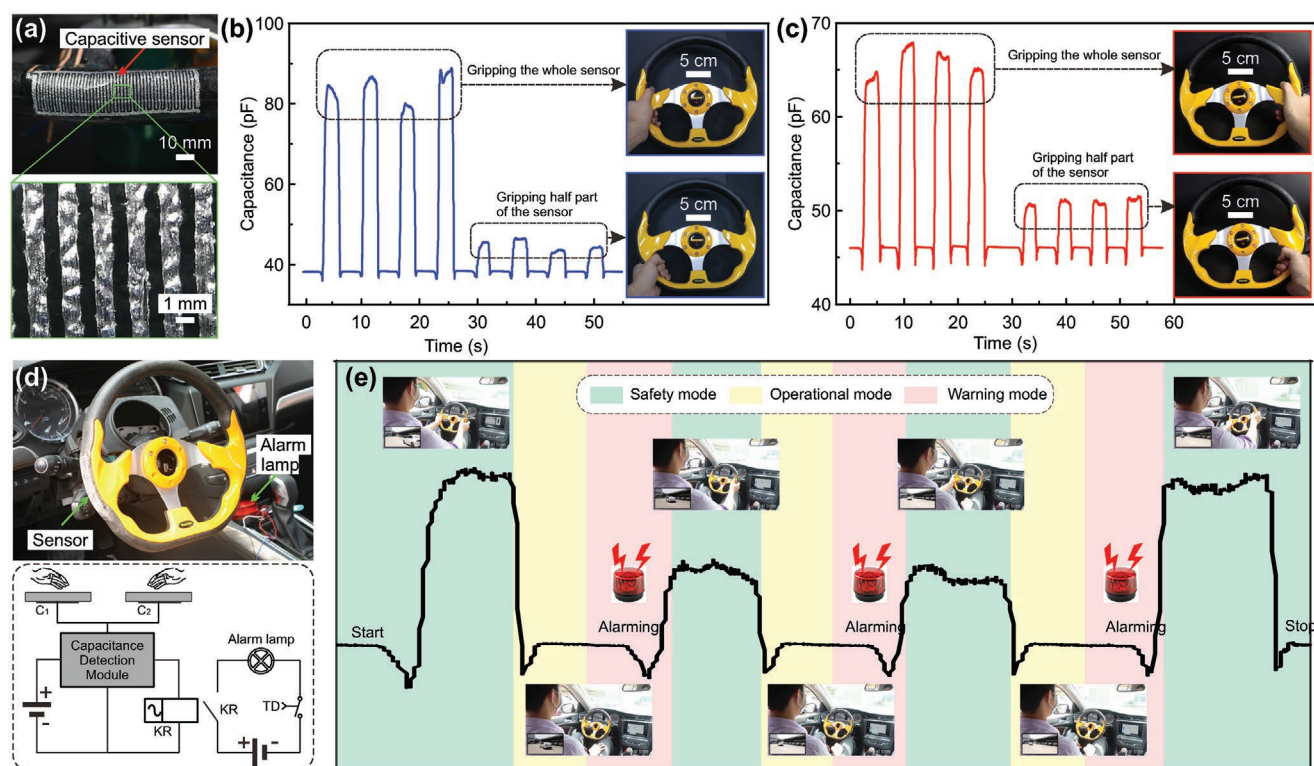 (a)
Capacitive sensor
10 mm
1 mm
(b)
Capacitance (pF)
100
80
60
40
0
10
20
30
40
50
Time (s)
Gripping the whole sensor
Gripping half part
of the sensor
5 cm
5 cm
(c)
Capacitance (pF)
70
60
50
40
0
10
20
30
40
50
60
Time (s)
Gripping the whole sensor
Gripping half part
of the sensor
5 cm
5 cm
(d)
Alarm
lamp
Sensor
C1
C2
Capacitance
Detection
Module
+
-
KR
KR
Alarm lamp
TD
+
-
(e)
Safety mode
Operational mode
Warning mode
Start
Alarming
Alarming
Alarming
Stop